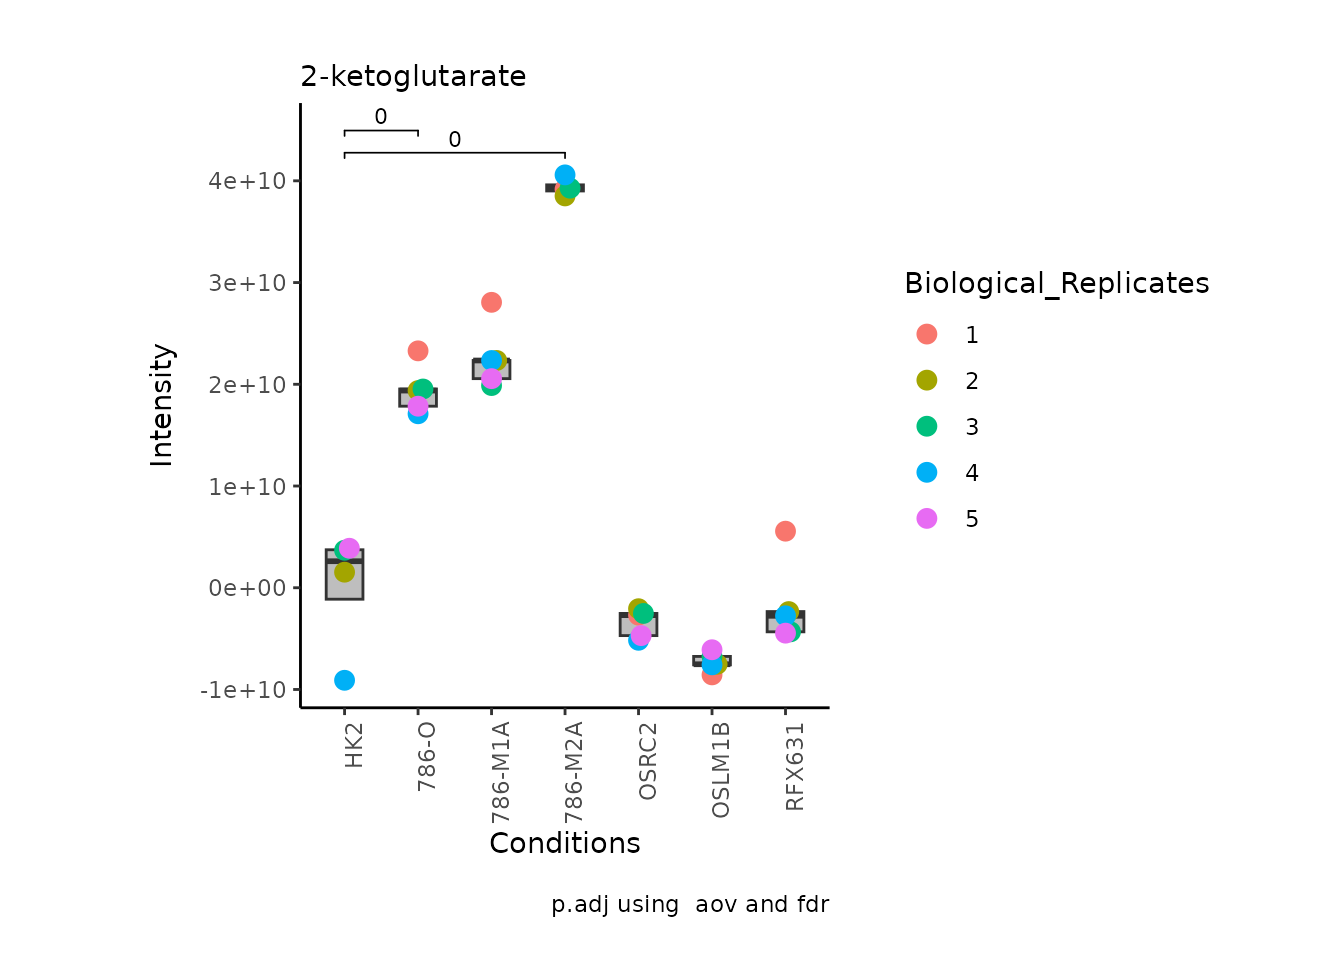 2-ketoglutarate
0
0
4e+10
3e+10
2e+10
1e+10
0e+00
-1e+10
Intensity
HK2
786-O
786-M1A
786-M2A
OSRC2
OSLM1B
RFX631
Conditions
Biological_Replicates
1
2
3
4
5
p.adj using  aov and fdr